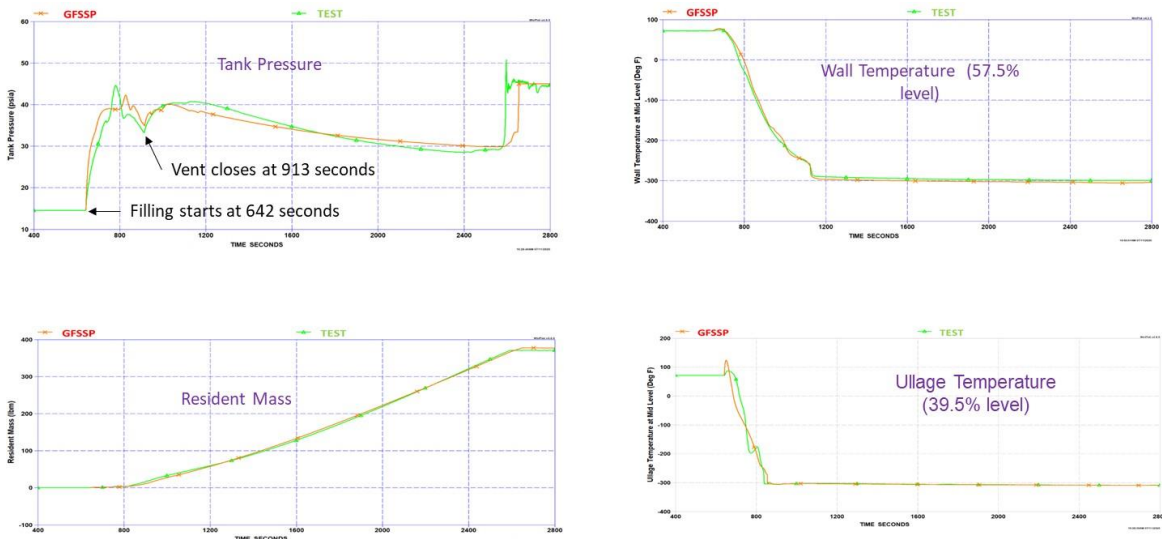 GFSSP TEST
Tank Pressure
Vent closes at 913 seconds
Filling starts at 642 seconds
Tank Pressure (psia)
60
50
40
30
20
10
400 800 1200 1600 2000 2400 2800
TIME SECONDS
GFSSP TEST
Wall Temperature (57.5%
level)
Wall Temperature at Mid Level (Deg F)
100
0
-100
-200
-300
-400
400 800 1200 1600 2000 2400 2800
TIME SECONDS
GFSSP TEST
Resident Mass
Resident Mass (lbm)
400
300
200
100
0
-100
400 800 1200 1600 2000 2400 2800
TIME SECONDS
GFSSP TEST
Ullage Temperature
(39.5% level)
Ullage Temperature at Mid Level (Deg F)
200
100
0
-100
-200
-300
-400
400 800 1200 1600 2000 2400 2800
TIME SECONDS